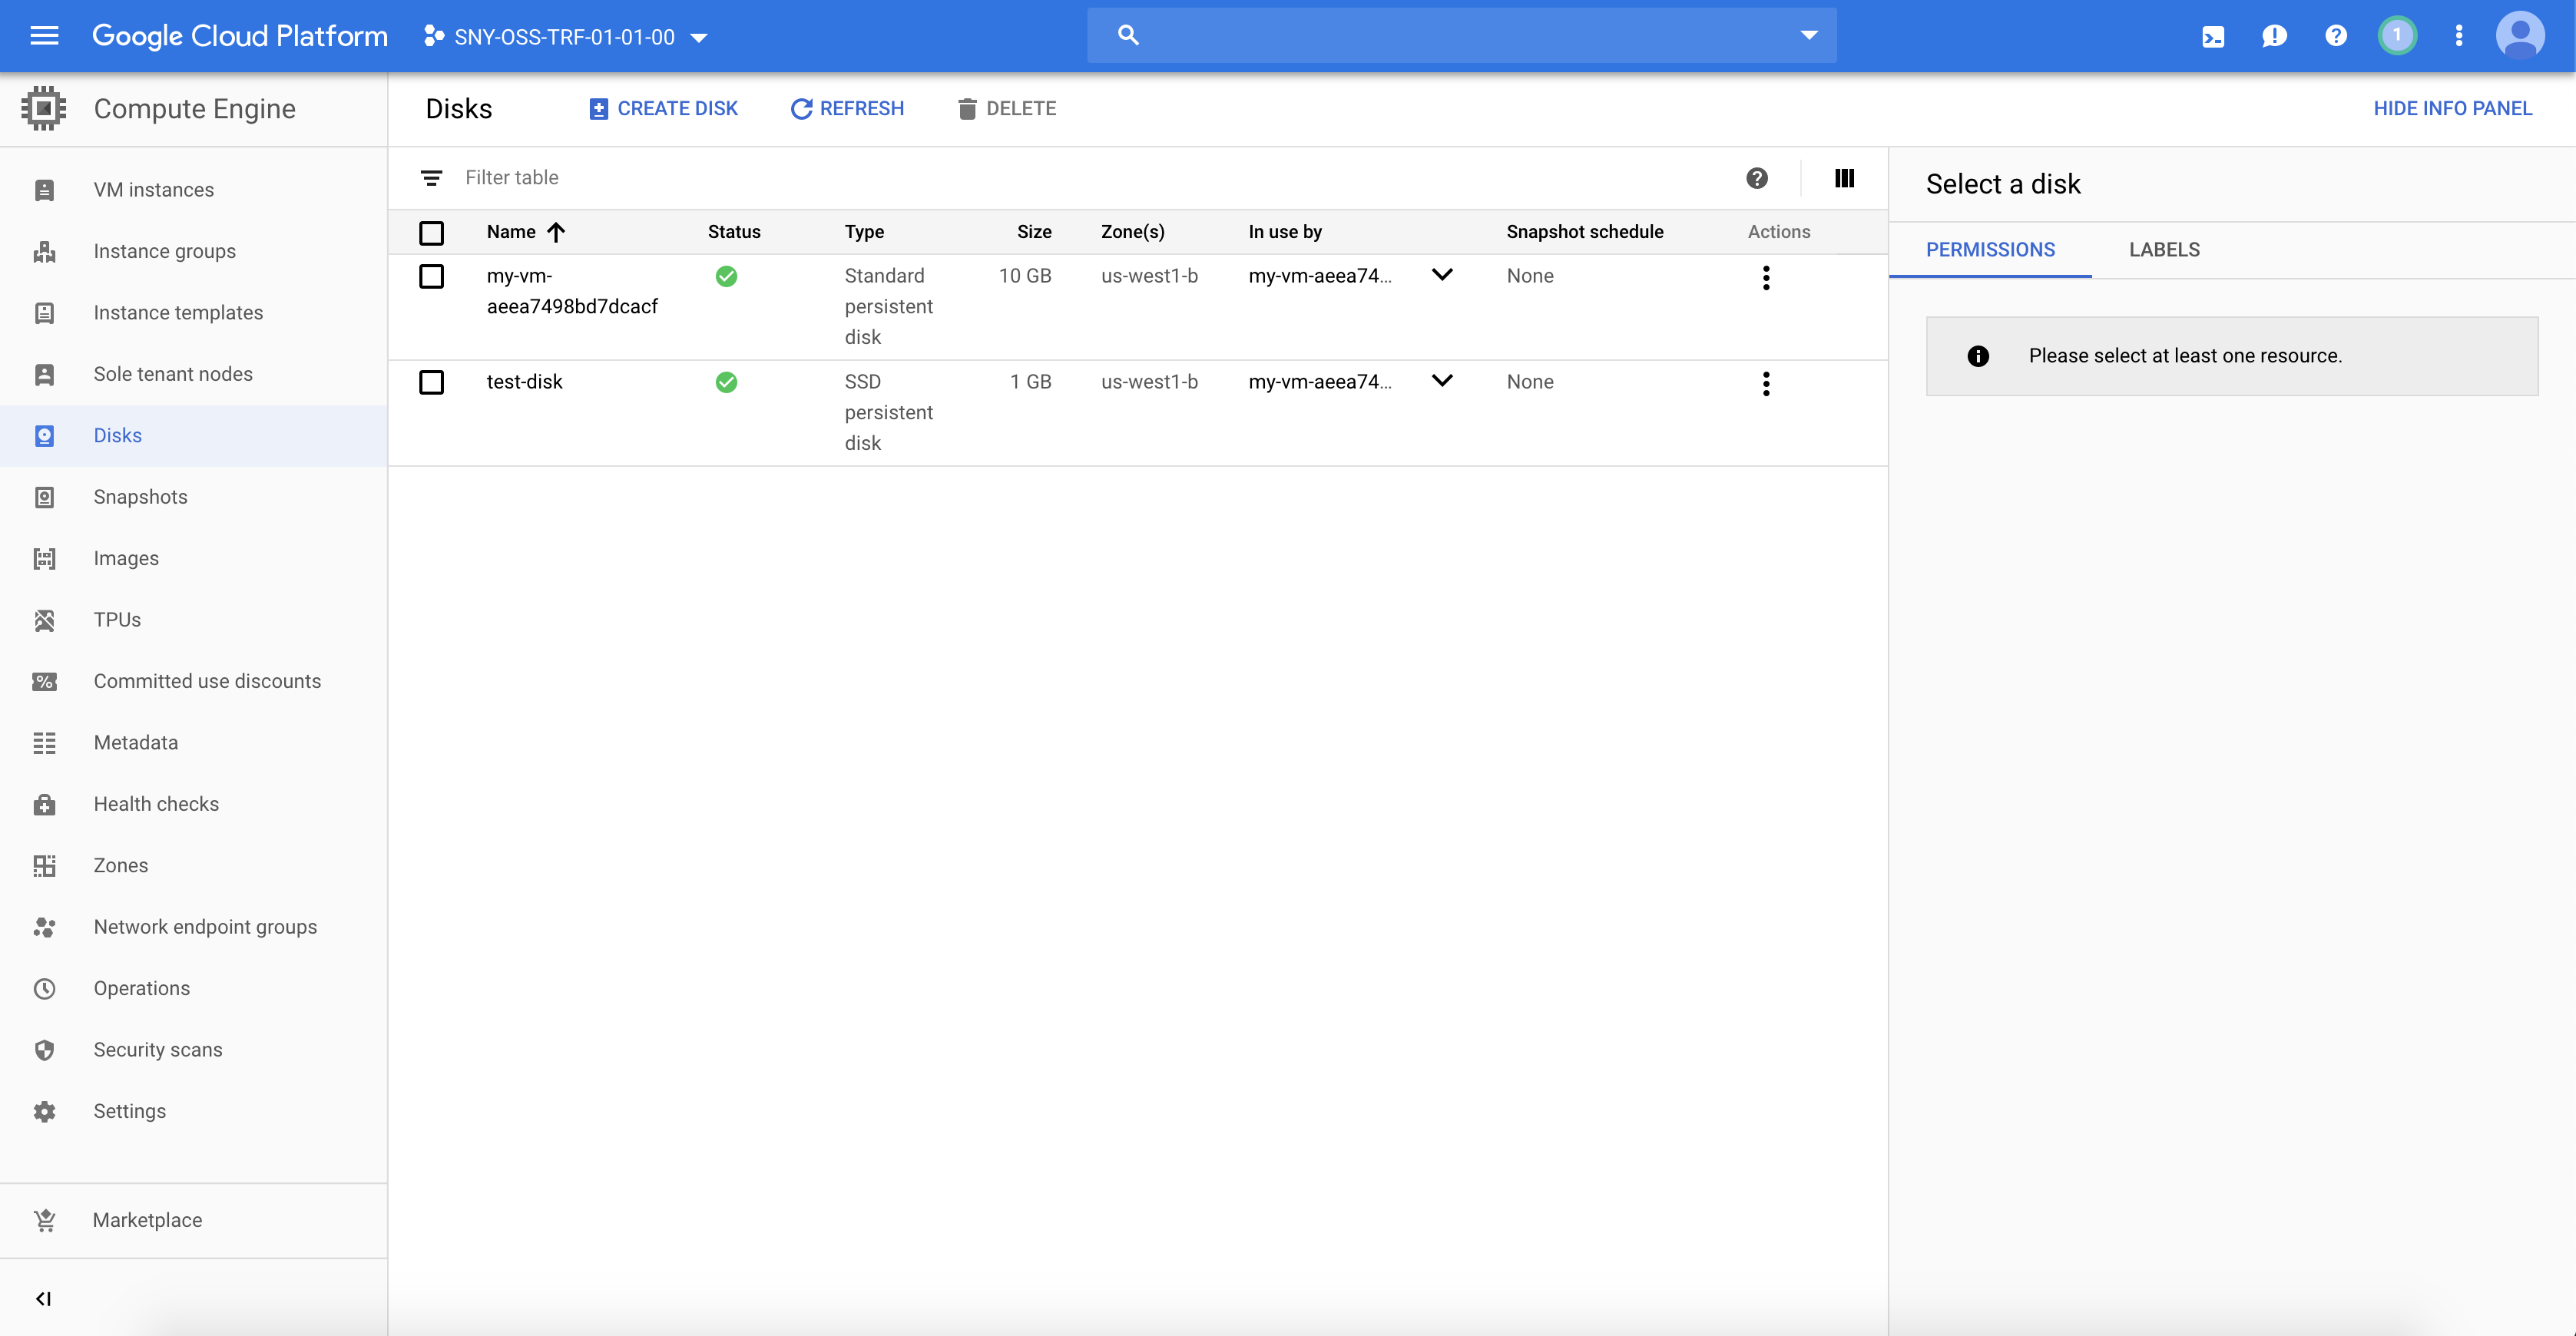 Google Cloud Platform
SNY-OSS-TRF-01-01-00
1
Compute Engine
Disks
CREATE DISK
REFRESH
DELETE
HIDE INFO PANEL
VM instances
Instance groups
Instance templates
Sole tenant nodes
Disks
Snapshots
Images
TPUs
Committed use discounts
Metadata
Health checks
Zones
Network endpoint groups
Operations
Security scans
Settings
Marketplace
Filter table
Name Status Type Size Zone(s) In use by Snapshot schedule Actions
my-vm- Standard 10 GB us-west1-b my-vm-aeea74... None
aeea7498bd7dcacf persistent
disk
test-disk SSD 1 GB us-west1-b my-vm-aeea74... None
persistent
disk
Select a disk
PERMISSIONS LABELS
Please select at least one resource.